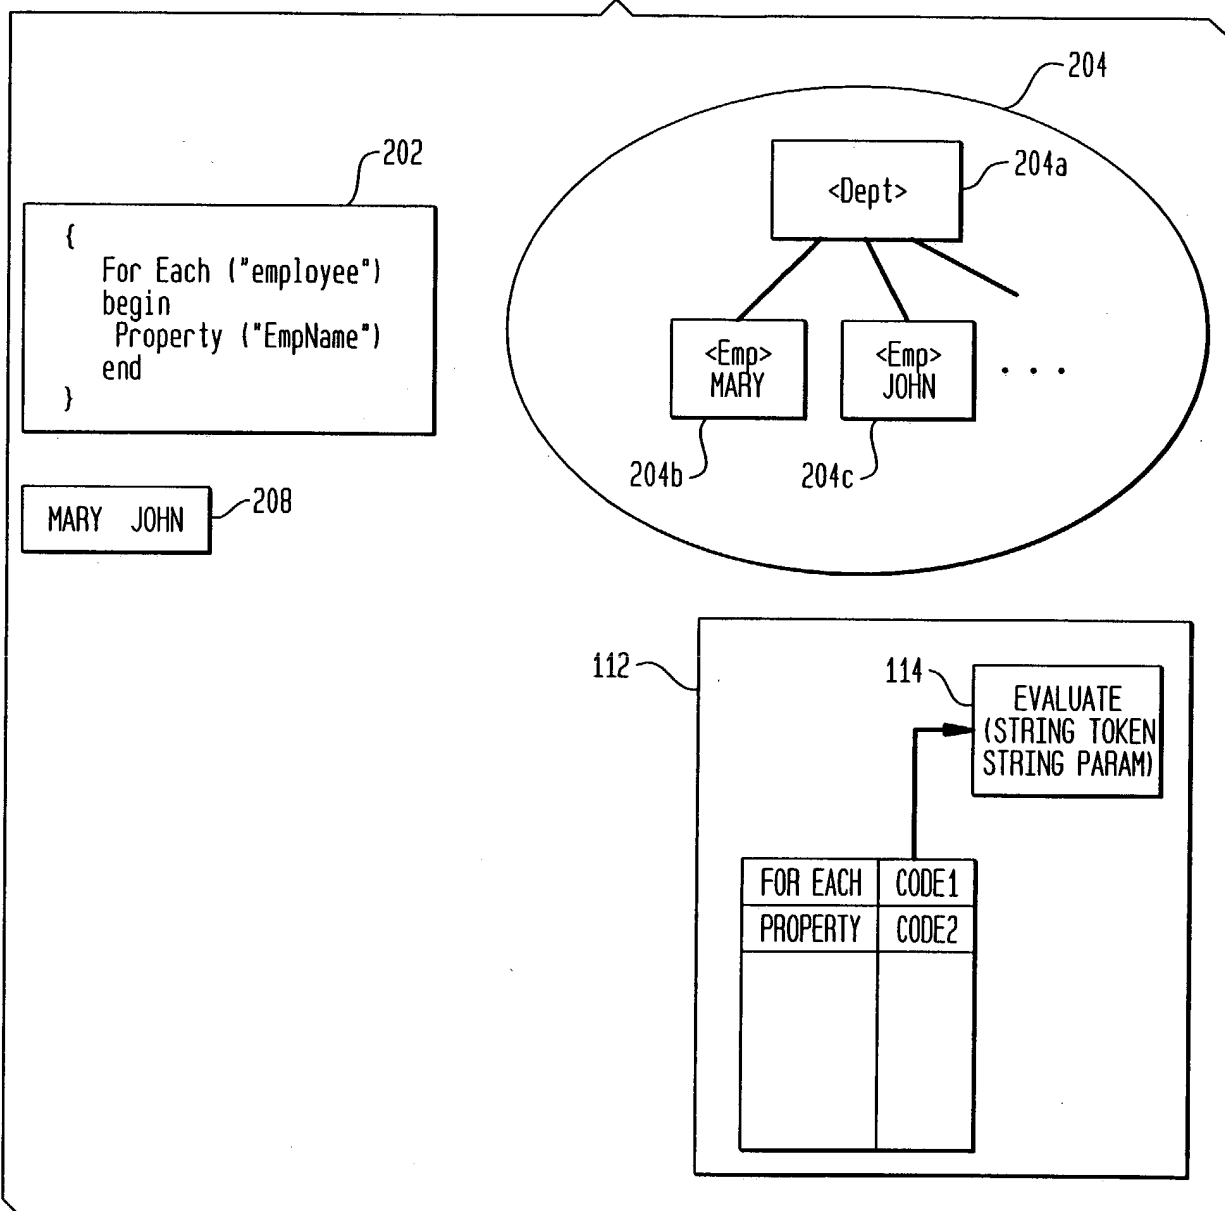 204
202
<Dept>
204a
{
For Each ("employee")
begin
Property ("EmpName")
end
}
<Emp>
MARY
<Emp>
JOHN
. . .
204b
204c
MARY JOHN
208
112
114
EVALUATE
(STRING TOKEN
STRING PARAM)
FOR EACH CODE1
PROPERTY CODE2